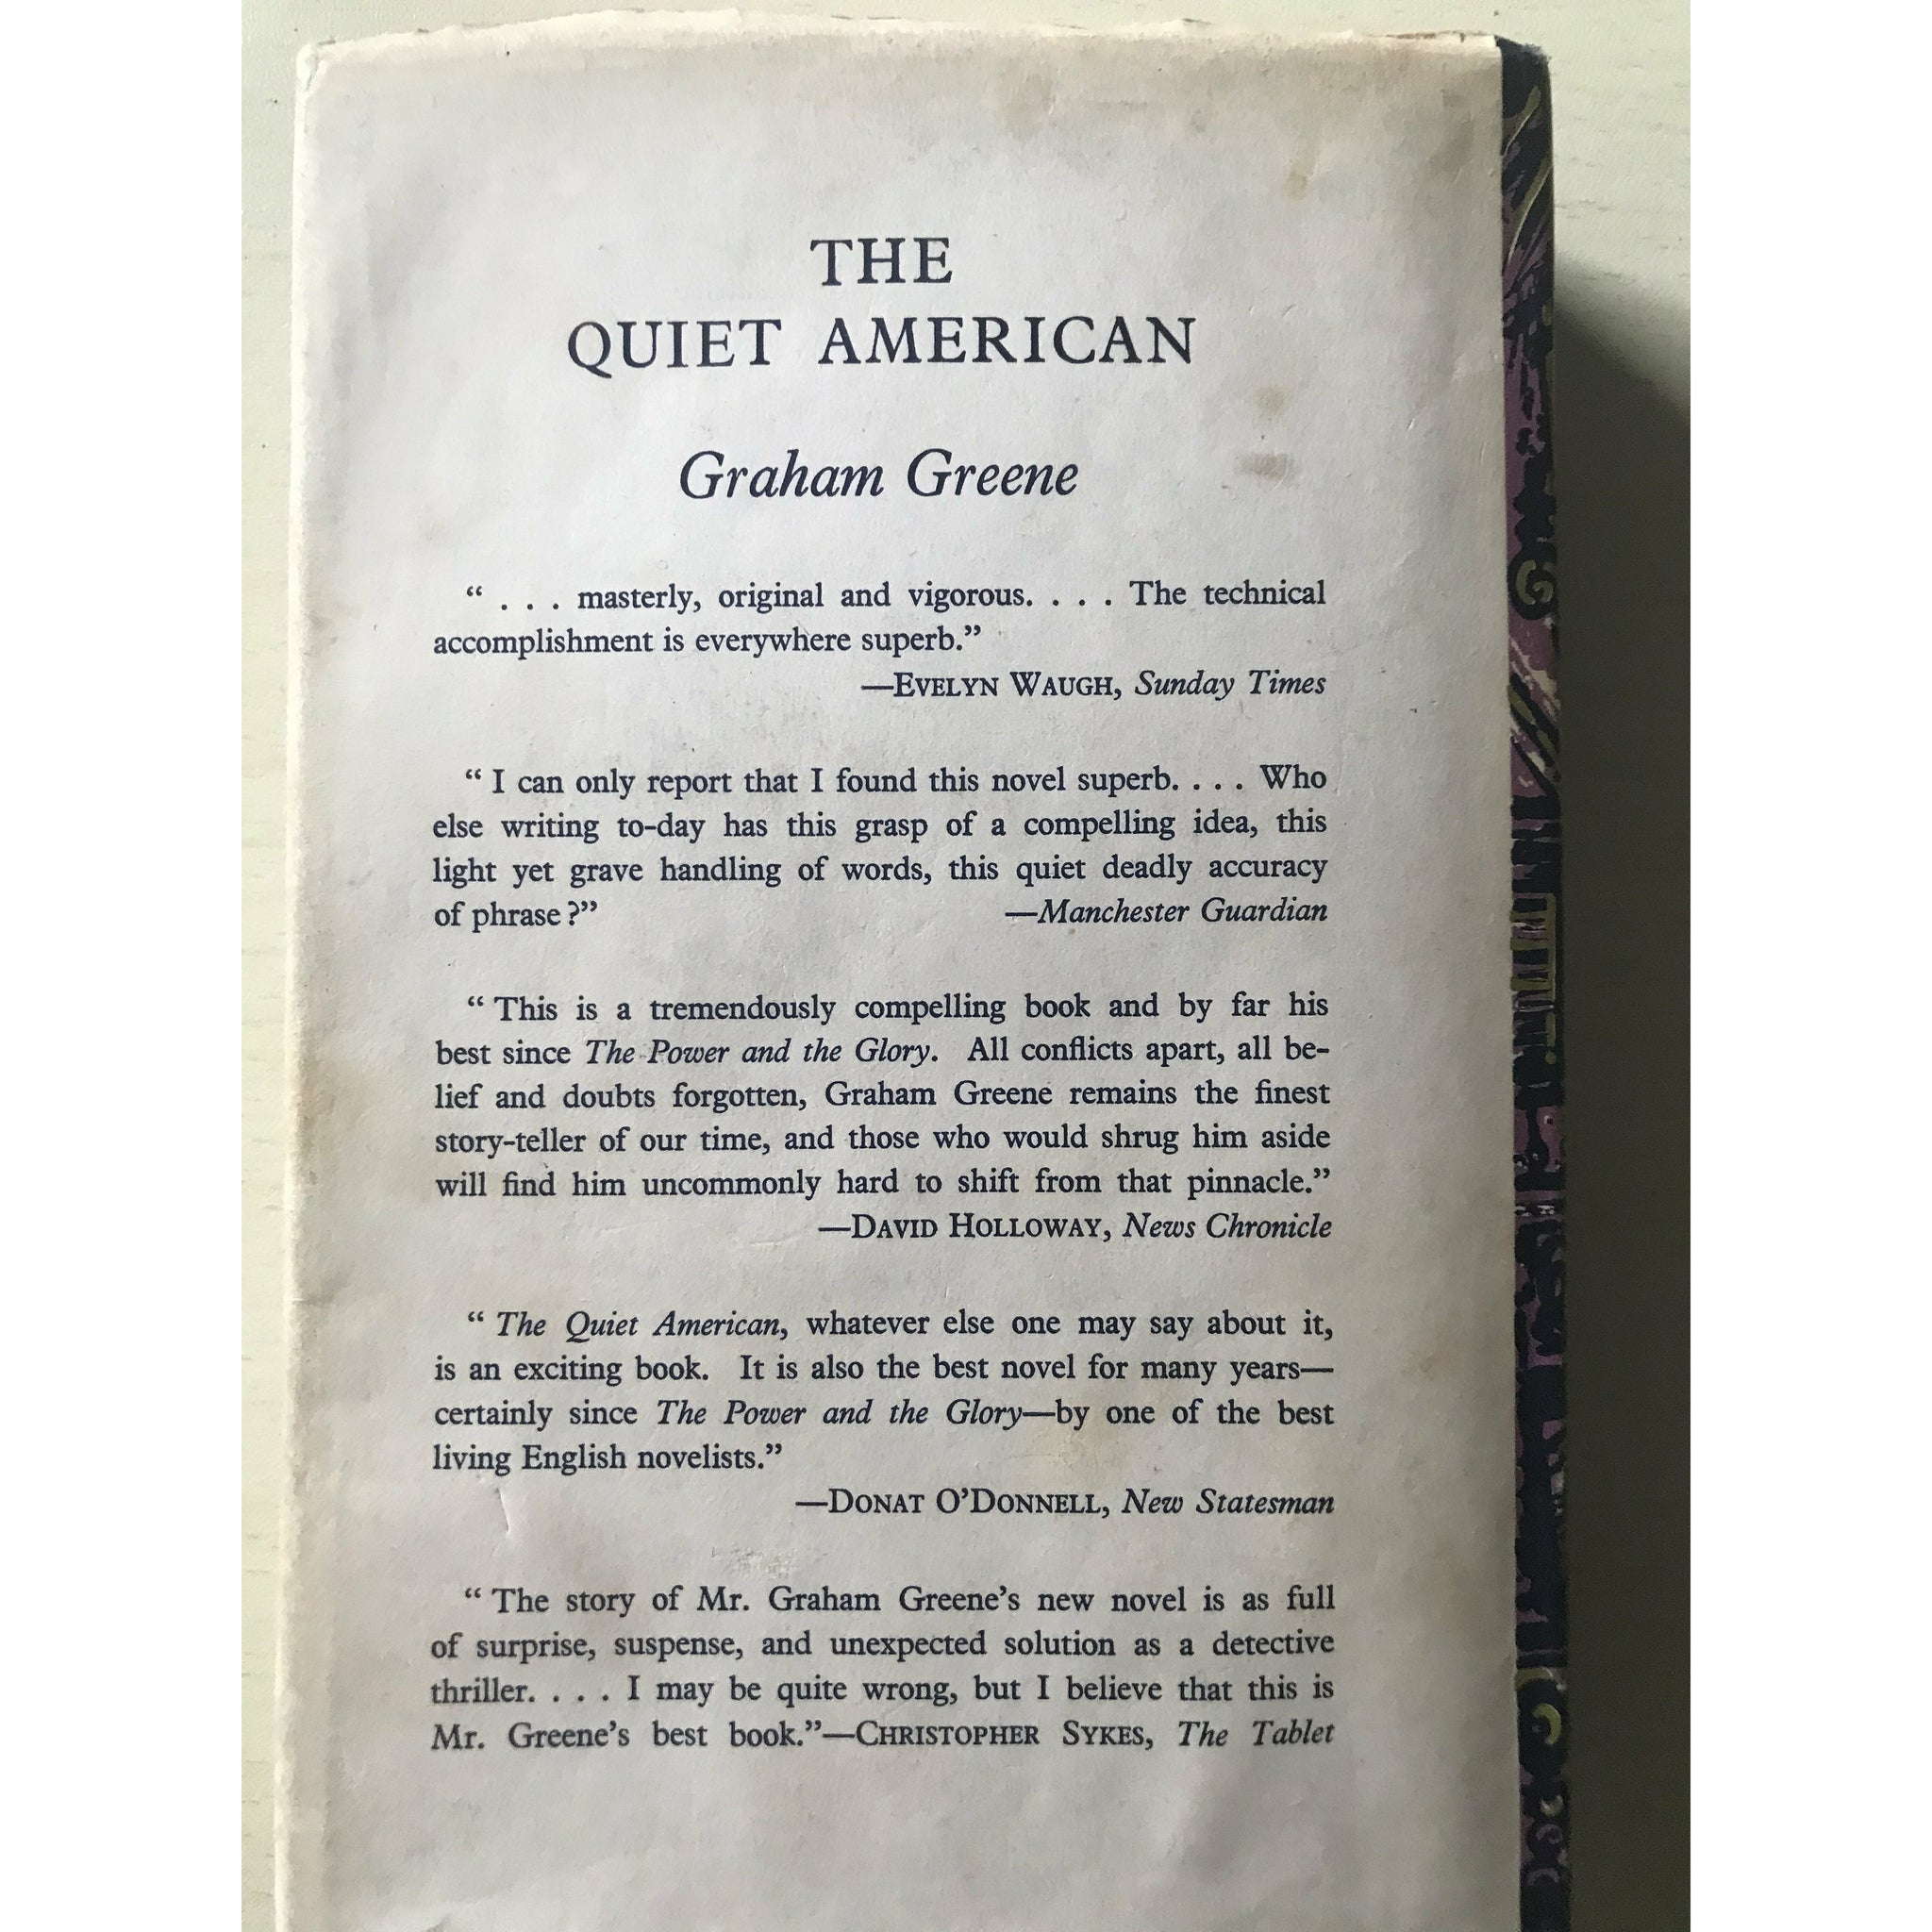 THE
QUIET AMERICAN
Graham Greene
“ . . . masterly, original and vigorous. . . . The technical
accomplishment is everywhere superb.”
—EVELYN WAUGH, Sunday Times
“ I can only report that I found this novel superb. . . . Who
else writing to-day has this grasp of a compelling idea, this
light yet grave handling of words, this quiet deadly accuracy
of phrase ?” —Manchester Guardian
“ This is a tremendously compelling book and by far his
best since The Power and the Glory. All conflicts apart, all be-
lief and doubts forgotten, Graham Greene remains the finest
story-teller of our time, and those who would shrug him aside
will find him uncommonly hard to shift from that pinnacle.”
—DAVID HOLLOWAY, News Chronicle
“ The Quiet American, whatever else one may say about it,
is an exciting book. It is also the best novel for many years—
certainly since The Power and the Glory—by one of the best
living English novelists.”
—DONAT O’DONNELL, New Statesman
“ The story of Mr. Graham Greene’s new novel is as full
of surprise, suspense, and unexpected solution as a detective
thriller. . . . I may be quite wrong, but I believe that this is
Mr. Greene’s best book.”—CHRISTOPHER SYKES, The Tablet